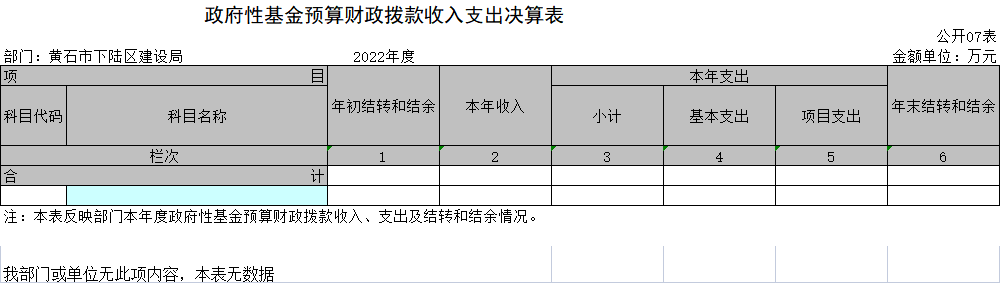 政府性基金预算财政拨款收入支出决算表
公开07表
部门：黄石市下陆区建设局 2022年度 金额单位：万元
项 目 年初结转和结余 本年收入 本年支出 年末结转和结余
科目代码 科目名称 小计 基本支出 项目支出
栏次 1 2 3 4 5 6
合 计
注：本表反映部门本年度政府性基金预算财政拨款收入、支出及结转和结余情况。
我部门或单位无此项内容，本表无数据